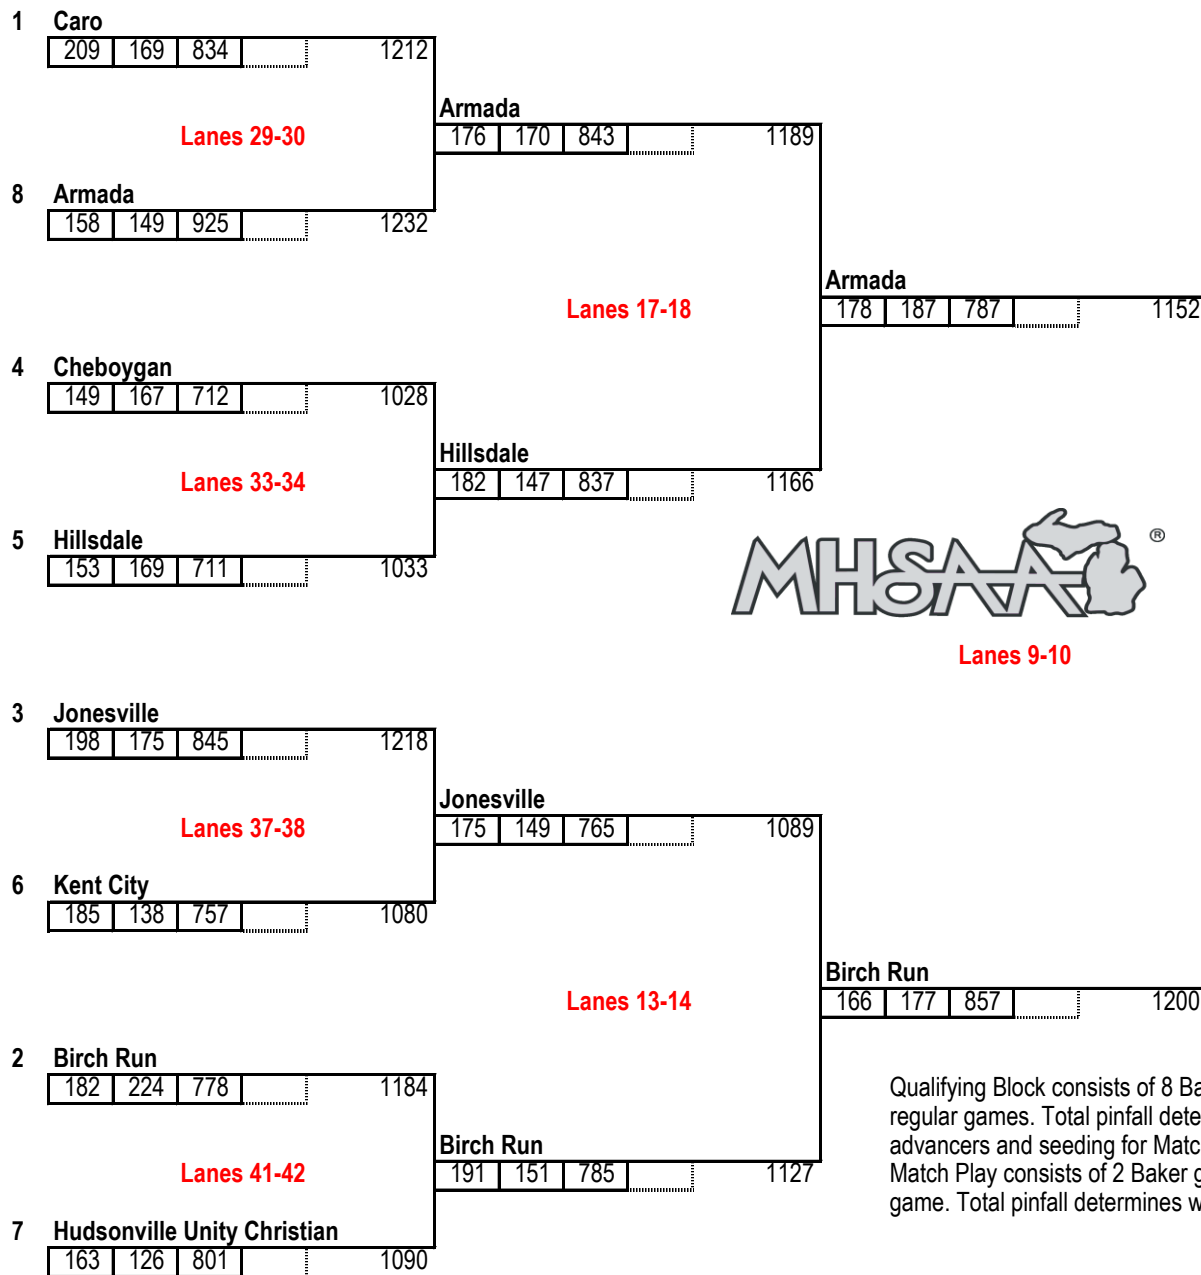 1 Caro
209 169 834 1212
Armada
Lanes 29-30
176 170 843 1189
8 Armada
158 149 925 1232
Armada
Lanes 17-18
178 187 787 1152
4 Cheboygan
149 167 712 1028
Hillsdale
Lanes 33-34
182 147 837 1166
5 Hillsdale
153 169 711 1033
MHSAA ®
Lanes 9-10
3 Jonesville
198 175 845 1218
Jonesville
Lanes 37-38
175 149 765 1089
6 Kent City
185 138 757 1080
Birch Run
Lanes 13-14
166 177 857 1200
2 Birch Run
182 224 778 1184
Birch Run
Lanes 41-42
191 151 785 1127
7 Hudsonville Unity Christian
163 126 801 1090
Qualifying Block consists of 8 Ba
regular games. Total pinfall dete
advancers and seeding for Matc
Match Play consists of 2 Baker g
game. Total pinfall determines w